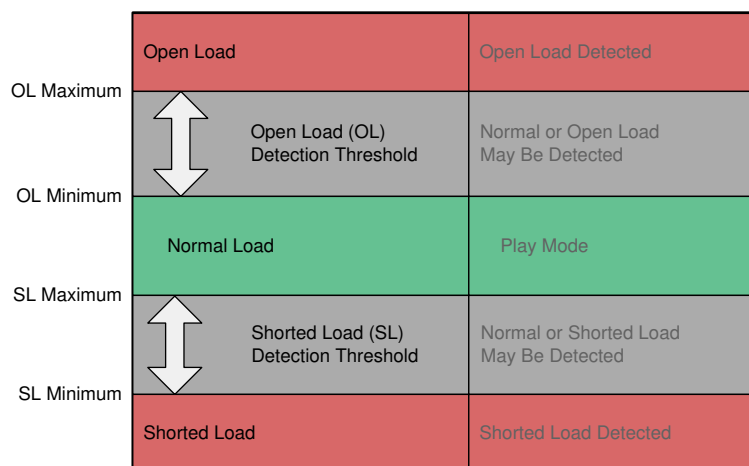 Open Load
Open Load Detected
OL Maximum
Open Load (OL)
Detection Threshold
Normal or Open Load
May Be Detected
OL Minimum
Normal Load
Play Mode
SL Maximum
Shorted Load (SL)
Detection Threshold
Normal or Shorted Load
May Be Detected
SL Minimum
Shorted Load
Shorted Load Detected